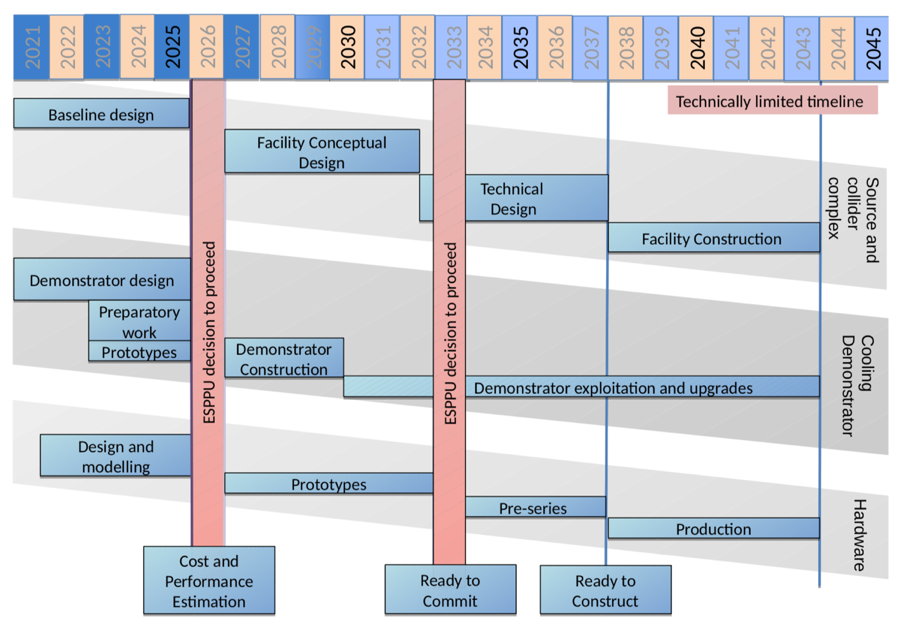 2021 2022 2023 2024 2025 2026 2027 2028 2029 2030 2031 2032 2033 2034 2035 2036 2037 2038 2039 2040 2041 2042 2043 2044 2045
Technically limited timeline
Baseline design
Facility Conceptual
Design
Technical
Design
Facility Construction
Source and
collider
complex
ESPPU decision to proceed
ESPPU decision to proceed
Demonstrator design
Preparatory
work
Prototypes
Demonstrator
Construction
Demonstrator exploitation and upgrades
Cooling
Demonstrator
Design and
modelling
Prototypes
Pre-series
Production
Hardware
Cost and
Performance
Estimation
Ready to
Commit
Ready to
Construct